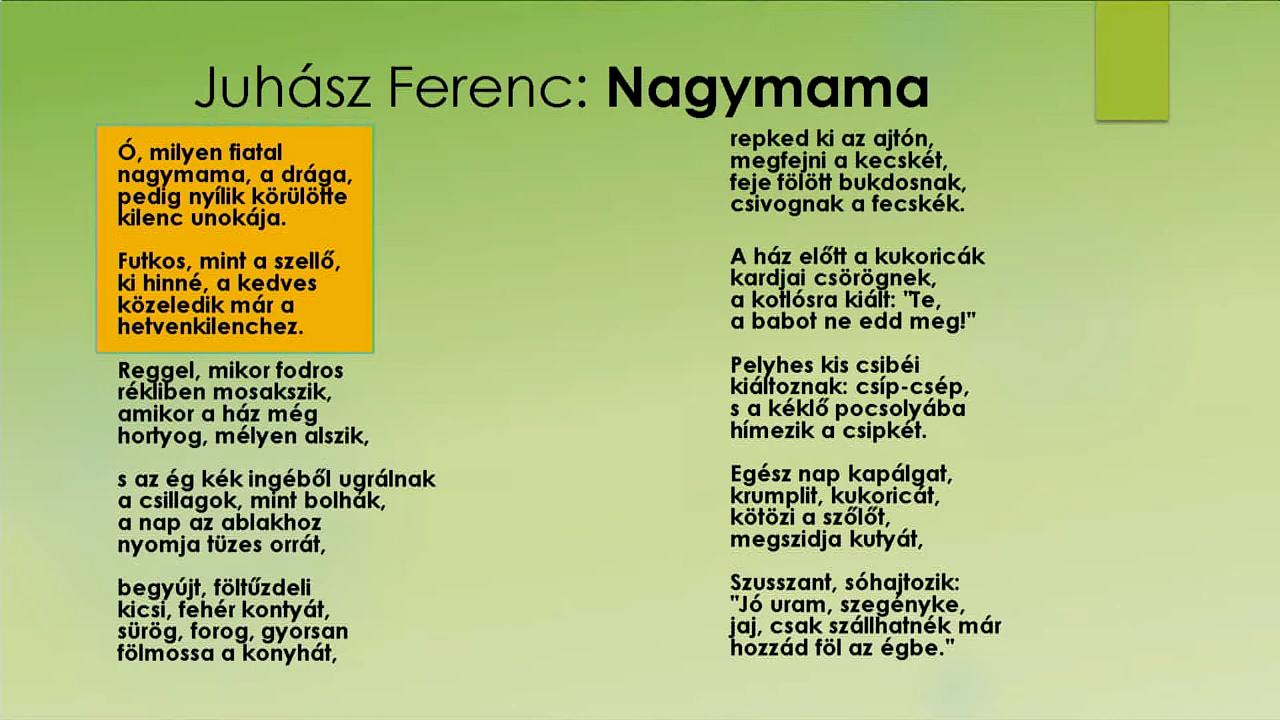 Juhász Ferenc: Nagymama
Ó, milyen fiatal
nagymama, a drága,
pedig nyílik körülötte
kilenc unokája.
Futkos, mint a szellő,
ki hinné, a kedves
közeledik már a
hetvenkilenchez.
Reggel, mikor fodros
rékliben mosakszik,
amikor a ház még
hortyog, mélyen alszik,
s az ég kék ingéből ugrálnak
a csillagok, mint bolhák,
a nap az ablakhoz
nyomja tüzes orrát,
begyújt, föltűzdeli
kicsi, fehér kontyát,
sürög, forog, gyorsan
fölmossa a konyhát,
repked ki az ajtón,
megfejni a kecskét,
feje fölött bukdosnak,
csivognak a fecskék.
A ház előtt a kukoricák
kardjai csörögnek,
a kotlósra kiált: "Te,
a babot ne edd meg!"
Pelyhes kis csibéi
kiáltoznak: csíp-csép,
s a kéklő pocsolyába
hímezik a csipkét.
Egész nap kapálgat,
krumplit, kukoricát,
kötözi a szőlőt,
megszidja kutyát,
Szusszant, sóhajtozik:
"Jó uram, szegényke,
jaj, csak szállhatnék már
hozzád föl az égbe."